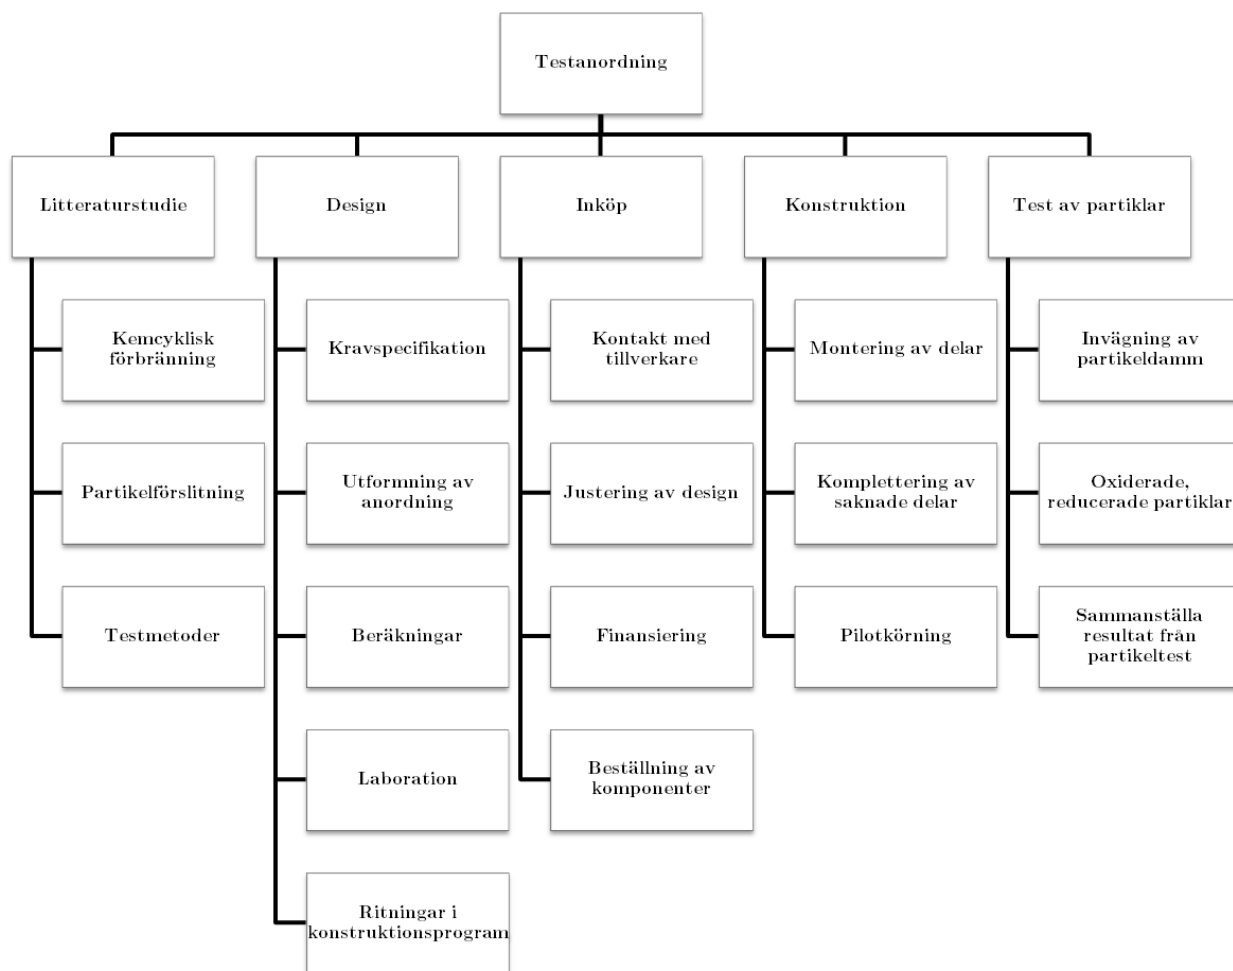 Testanordning
Litteraturstudie
Design
Inköp
Konstruktion
Test av partiklar
Kemcyklisk
förbränning
Kravspecifikation
Kontakt med
tillverkare
Montering av delar
Invägning av
partikeldamm
Partikelförslitning
Utformning av
anordning
Justering av design
Komplettering av
saknade delar
Oxiderade,
reducerade partiklar
Testmetoder
Beräkningar
Finansiering
Pilotkörning
Sammanställa
resultat från
partikeltest
Laboration
Beställning av
komponenter
Ritningar i
konstruktionsprogram